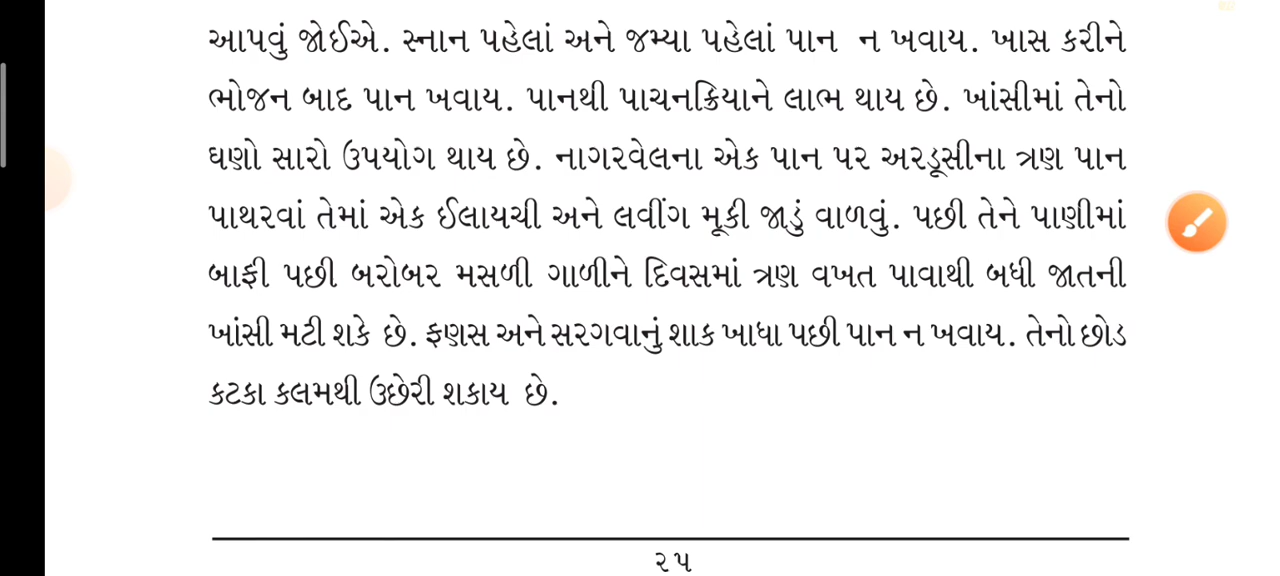 આપવું જોઈએ. સ્નાન પહેલાં અને જમ્યા પહેલાં પાન ન ખવાય. ખાસ કરીને
ભોજન બાદ પાન ખવાય. પાનથી પાચનક્રિયાને લાભ થાય છે. ખાંસીમાં તેનો
ઘણો સારો ઉપયોગ થાય છે. નાગરવેલના એક પાન પર અરડૂસીના ત્રણ પાન
પાથરવાં તેમાં એક ઈલાયચી અને લવીંગ મૂકી જાડું વાળવું. પછી તેને પાણીમાં
બાફી પછી બરોબર મસળી ગાળીને દિવસમાં ત્રણ વખત પાવાથી બધી જાતની
ખાંસી મટી શકે છે. ફણસ અને સરગવાનું શાક ખાધા પછી પાન ન ખવાય. તેનો છોડ
કટકા કલમથી ઉછેરી શકાય છે.
૨૫